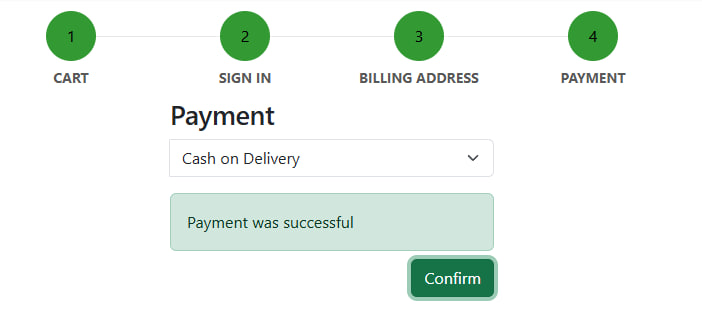 1 2 3 4
CART SIGN IN BILLING ADDRESS PAYMENT
Payment
Cash on Delivery
Payment was successful
Confirm